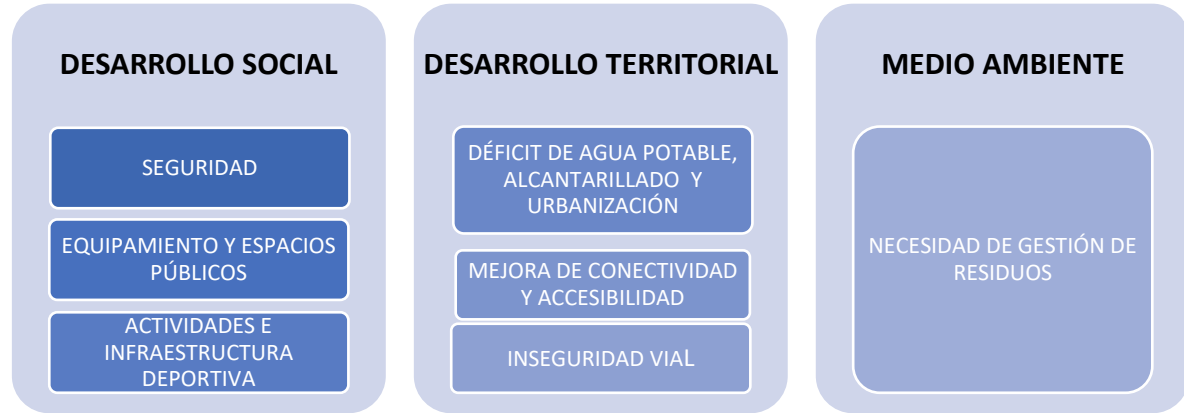 DESARROLLO SOCIAL
SEGURIDAD
EQUIPAMIENTO Y ESPACIOS
PÚBLICOS
ACTIVIDADES E
INFRAESTRUCTURA
DEPORTIVA
DESARROLLO TERRITORIAL
DÉFICIT DE AGUA POTABLE,
ALCANTARILLADO Y
URBANIZACIÓN
MEJORA DE CONECTIVIDAD
Y ACCESIBILIDAD
INSEGURIDAD VIAL
MEDIO AMBIENTE
NECESIDAD DE GESTIÓN DE
RESIDUOS